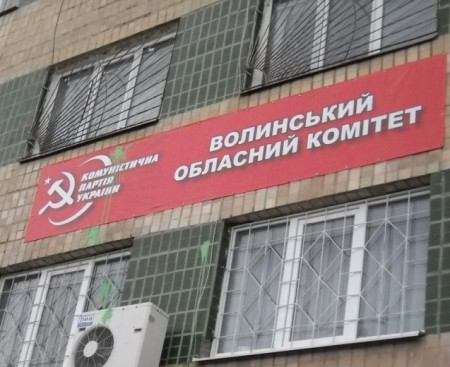 КОМУНІСТИЧНА
ПАРТІЯ
УКРАЇНИ
ВОЛИНСЬКИЙ
ОБЛАСНИЙ КОМІТЕТ